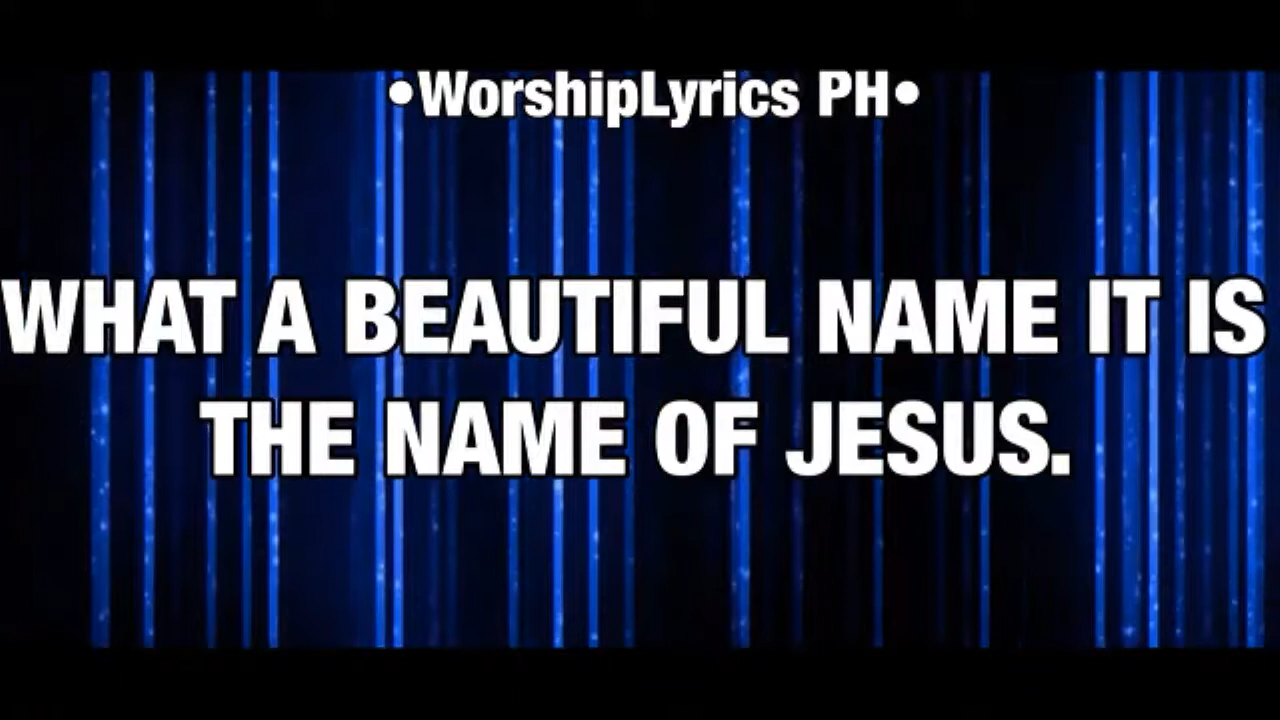 •WorshipLyrics PH•
WHAT A BEAUTIFUL NAME IT IS
THE NAME OF JESUS.